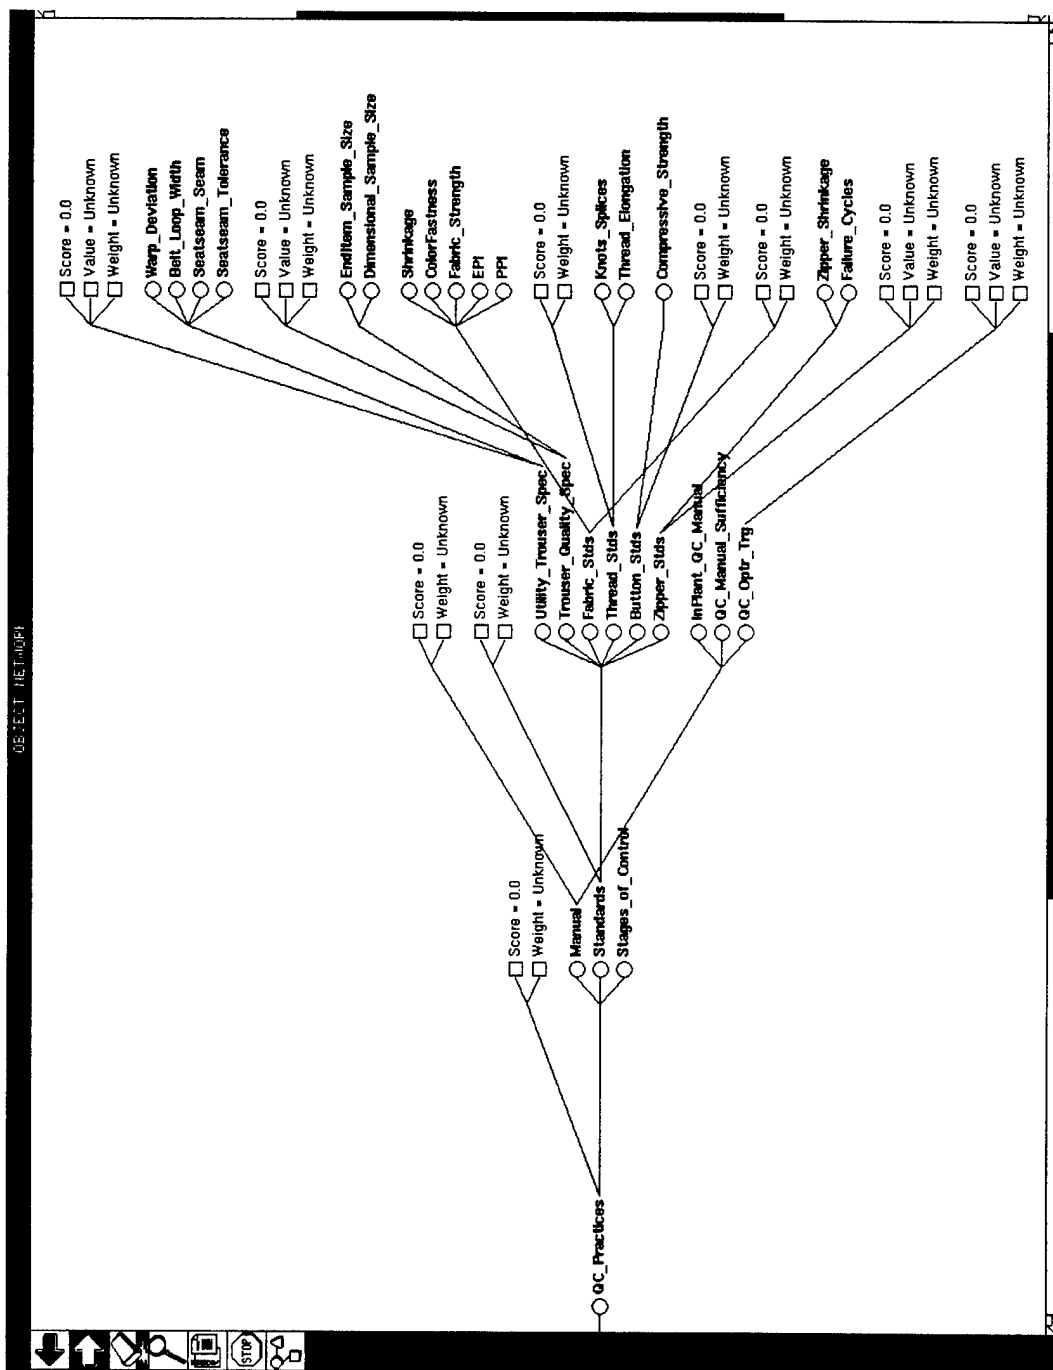 OBJECT NETWORK
QC_Practices
Score = 0.0
Weight = Unknown
Manual
Standards
Stages_of_Control
Score = 0.0
Weight = Unknown
Score = 0.0
Weight = Unknown
Utility_Trouser_Spec
Trouser_Quality_Spec
Fabric_Stds
Thread_Stds
Button_Stds
Zipper_Stds
InPlant_QC_Manual
QC_Manual_Sufficiency
QC_Optr_Trg
Score = 0.0
Value = Unknown
Weight = Unknown
Warp_Deviation
Belt_Loop_Width
Seatseam_Seam
Seatseam_Tolerance
Score = 0.0
Value = Unknown
Weight = Unknown
EndItem_Sample_Size
Dimensional_Sample_Size
Shrinkage
ColorFastness
Fabric_Strength
EPI
PPI
Score = 0.0
Weight = Unknown
Knots_Splices
Thread_Elongation
Compressive_Strength
Score = 0.0
Weight = Unknown
Score = 0.0
Weight = Unknown
Zipper_Shrinkage
Failure_Cycles
Score = 0.0
Value = Unknown
Weight = Unknown
Score = 0.0
Value = Unknown
Weight = Unknown
STOP